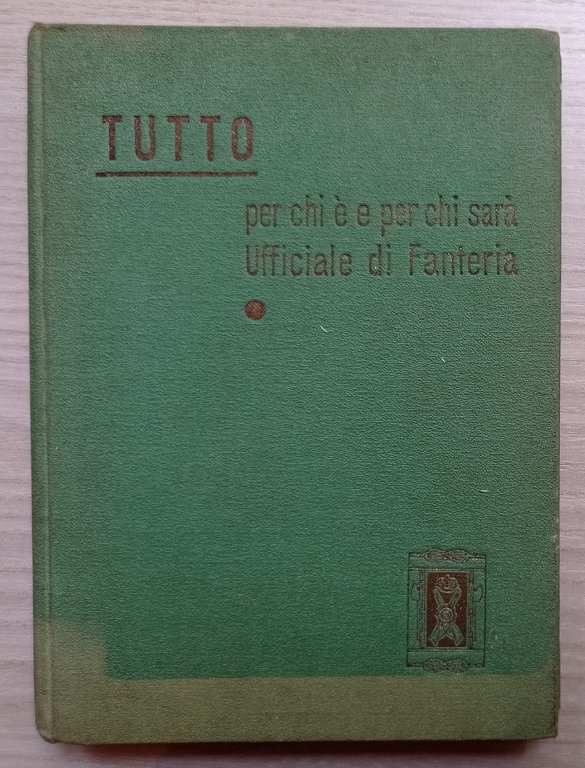 TUTTO
per chi è e per chi sarà
Ufficiale di Fanteria